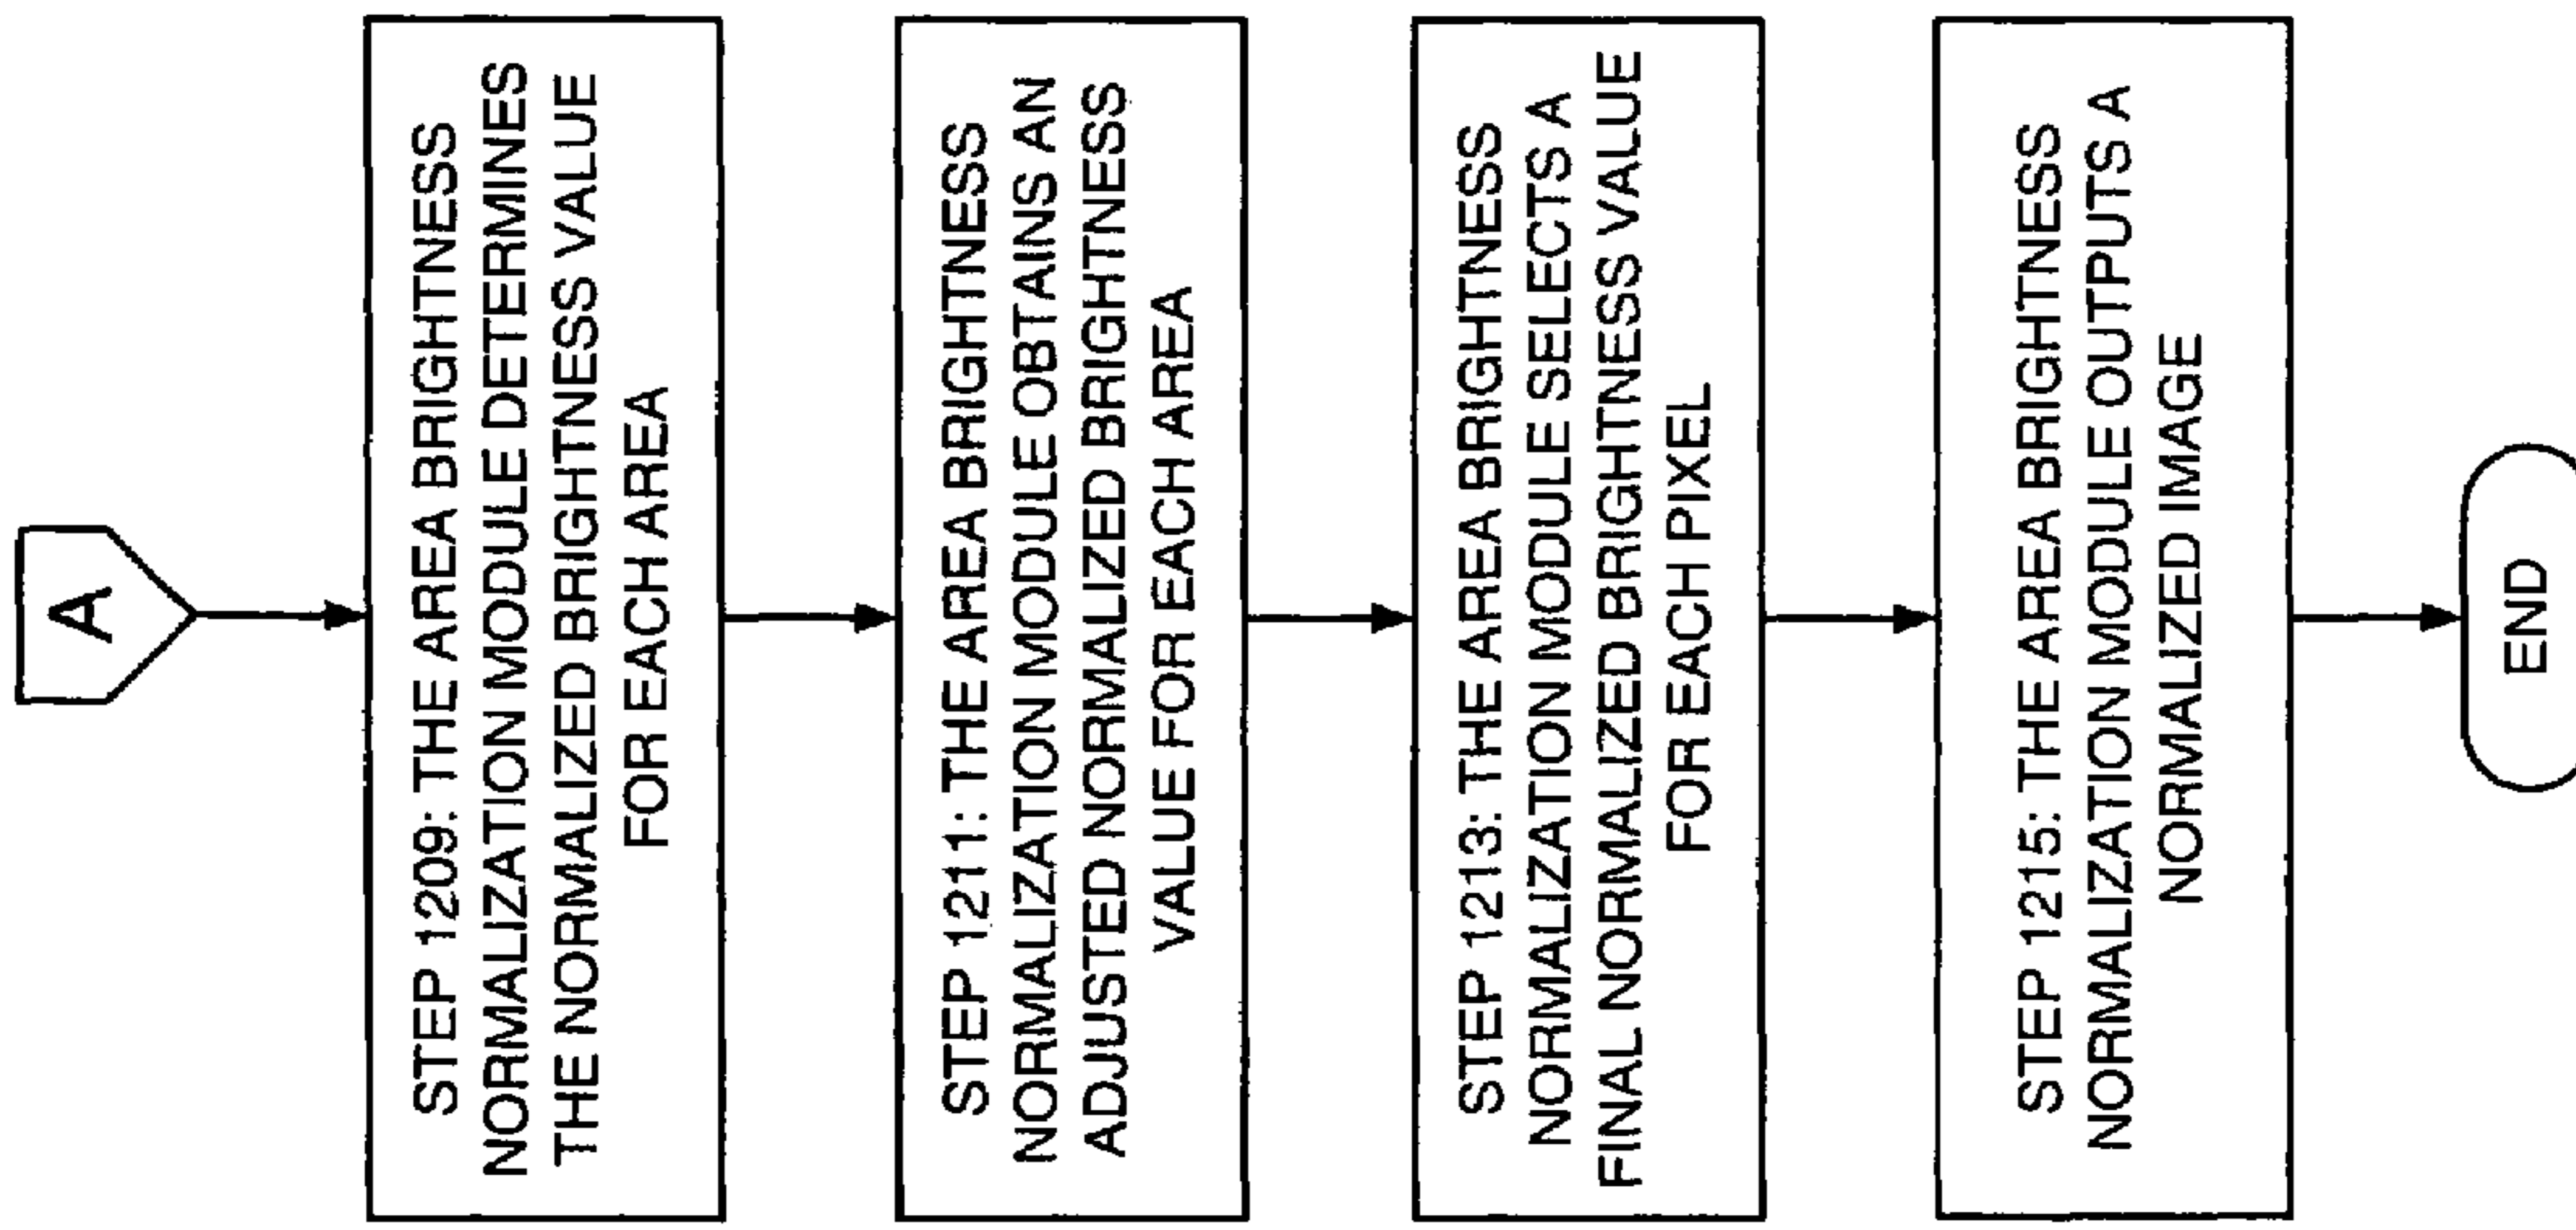 A
STEP 1209: THE AREA BRIGHTNESS
NORMALIZATION MODULE DETERMINES
THE NORMALIZED BRIGHTNESS VALUE
FOR EACH AREA
STEP 1211: THE AREA BRIGHTNESS
NORMALIZATION MODULE OBTAINS AN
ADJUSTED NORMALIZED BRIGHTNESS
VALUE FOR EACH AREA
STEP 1213: THE AREA BRIGHTNESS
NORMALIZATION MODULE SELECTS A
FINAL NORMALIZED BRIGHTNESS VALUE
FOR EACH PIXEL
STEP 1215: THE AREA BRIGHTNESS
NORMALIZATION MODULE OUTPUTS A
NORMALIZED IMAGE
END